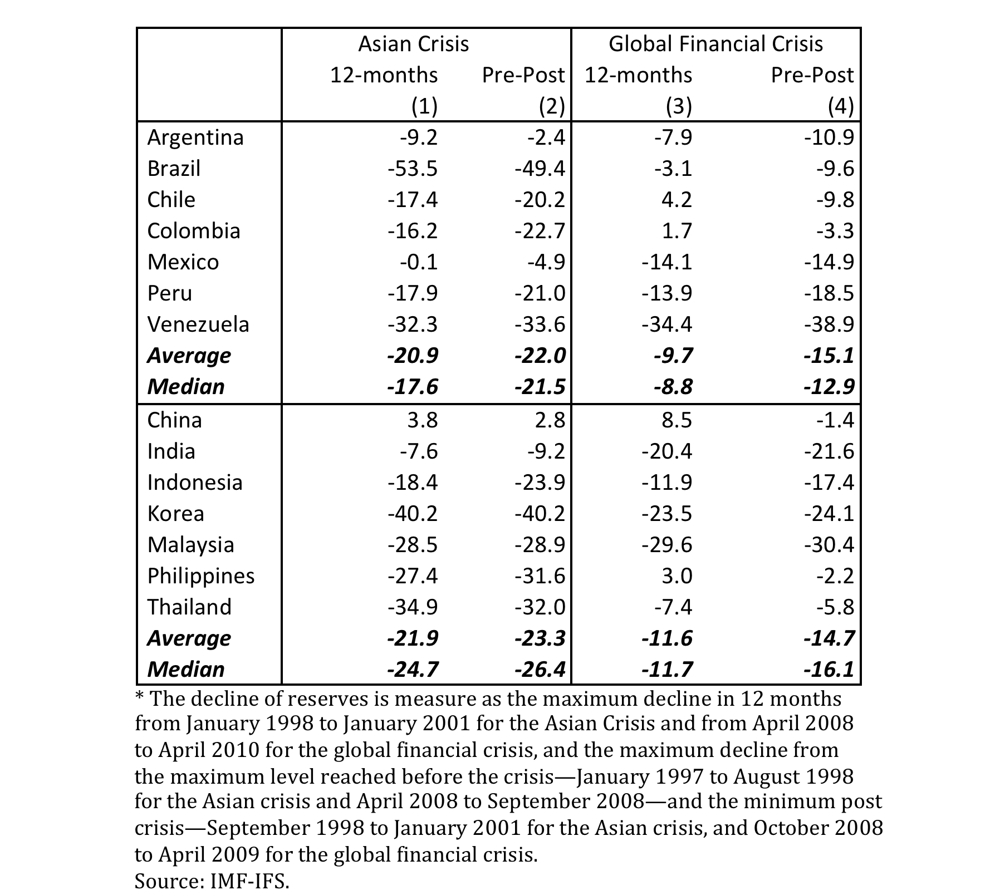 Asian Crisis Global Financial Crisis
12-months Pre-Post 12-months Pre-Post
(1) (2) (3) (4)
Argentina -9.2 -2.4 -7.9 -10.9
Brazil -53.5 -49.4 -3.1 -9.6
Chile -17.4 -20.2 4.2 -9.8
Colombia -16.2 -22.7 1.7 -3.3
Mexico -0.1 -4.9 -14.1 -14.9
Peru -17.9 -21.0 -13.9 -18.5
Venezuela -32.3 -33.6 -34.4 -38.9
Average -20.9 -22.0 -9.7 -15.1
Median -17.6 -21.5 -8.8 -12.9
China 3.8 2.8 8.5 -1.4
India -7.6 -9.2 -20.4 -21.6
Indonesia -18.4 -23.9 -11.9 -17.4
Korea -40.2 -40.2 -23.5 -24.1
Malaysia -28.5 -28.9 -29.6 -30.4
Philippines -27.4 -31.6 3.0 -2.2
Thailand -34.9 -32.0 -7.4 -5.8
Average -21.9 -23.3 -11.6 -14.7
Median -24.7 -26.4 -11.7 -16.1
* The decline of reserves is measure as the maximum decline in 12 months
from January 1998 to January 2001 for the Asian Crisis and from April 2008
to April 2010 for the global financial crisis, and the maximum decline from
the maximum level reached before the crisis—January 1997 to August 1998
for the Asian crisis and April 2008 to September 2008—and the minimum post
crisis—September 1998 to January 2001 for the Asian crisis, and October 2008
to April 2009 for the global financial crisis.
Source: IMF-IFS.